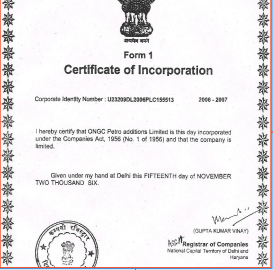 सत्यमेव जयते
Form 1
Certificate of Incorporation
Corporate Identity Number : U23209DL2006PLC155513 2006 - 2007
I hereby certify that ONGC Petro additions Limited is this day incorporated
under the Companies Act, 1956 (No. 1 of 1956) and that the company is
limited.
Given under my hand at Delhi this FIFTEENTH day of NOVEMBER
TWO THOUSAND SIX.
(GUPTA KUMAR VINAY)
Registrar of Companies
National Capital Territory of Delhi and
Haryana